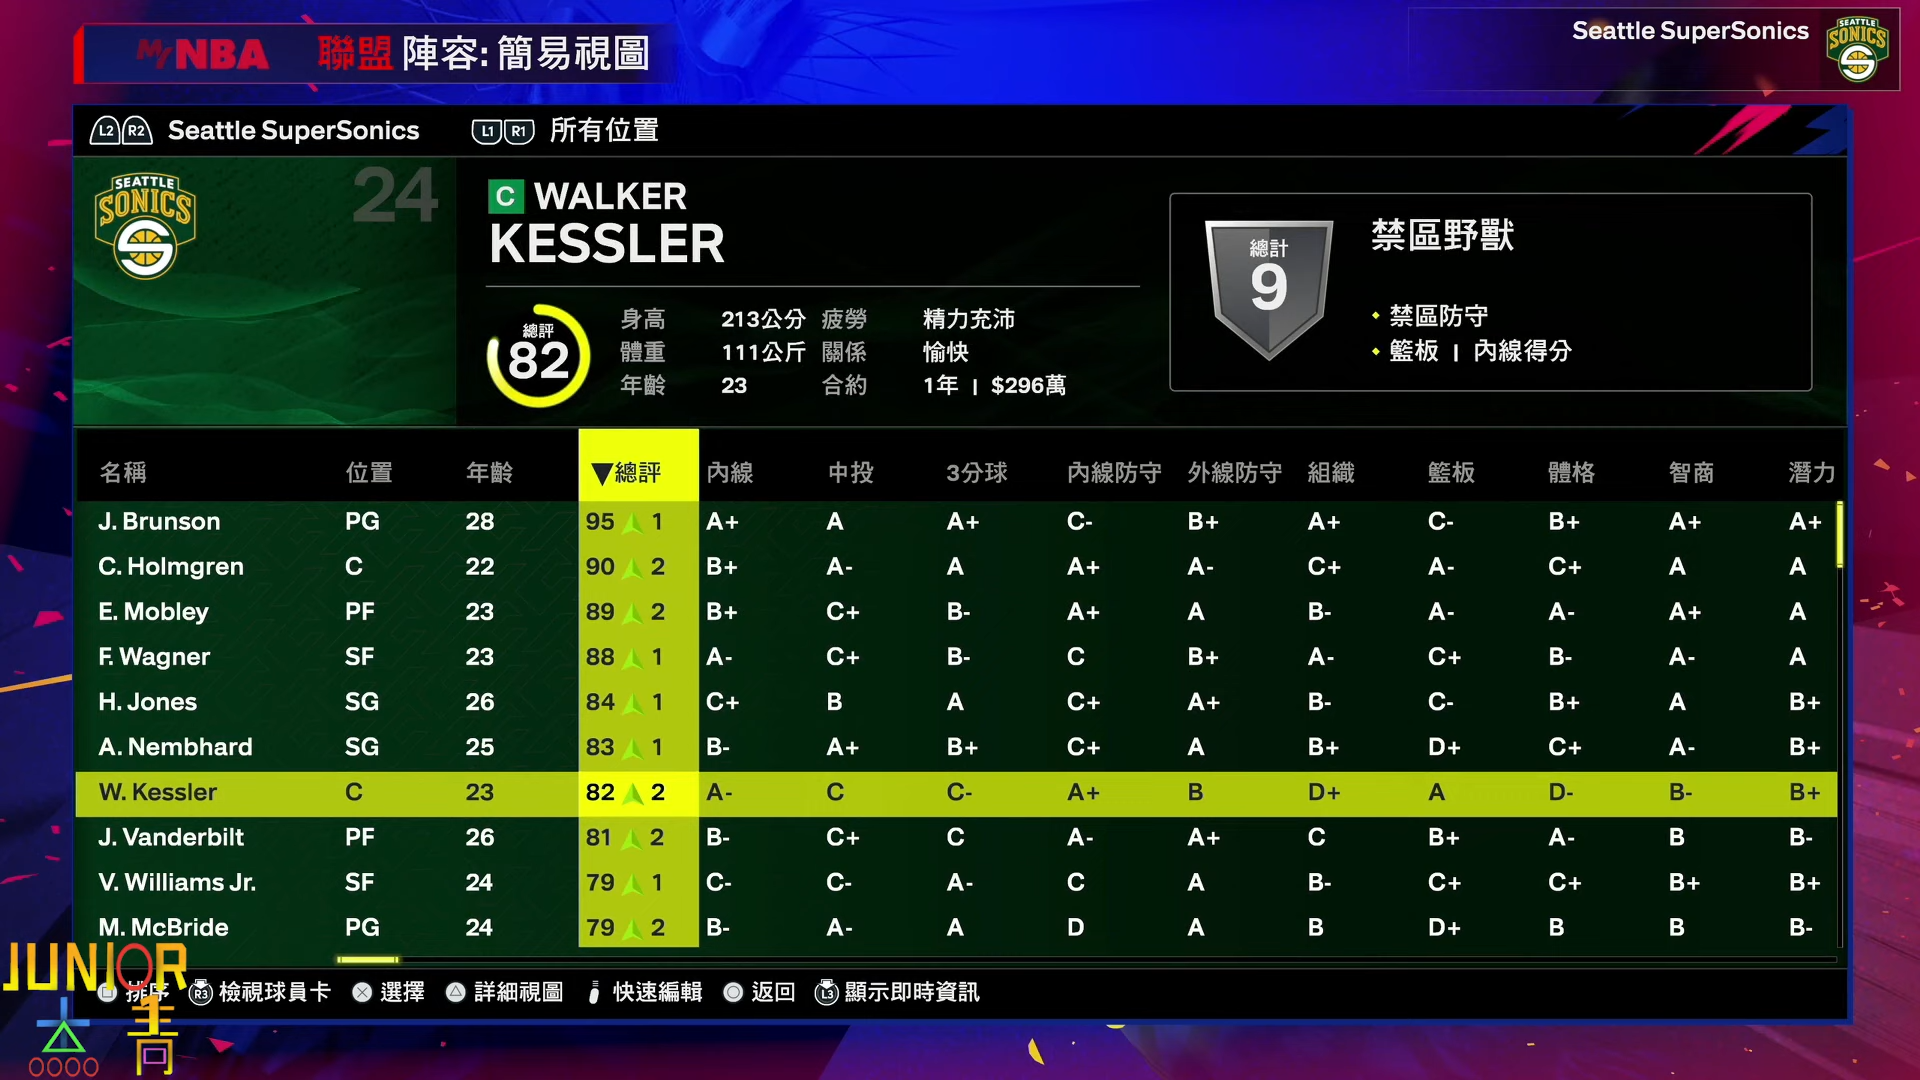 MyNBA 聯盟 陣容: 簡易視圖
Seattle SuperSonics
SEATTLE SONICS
L2 R2 Seattle SuperSonics L1 R1 所有位置
SEATTLE SONICS
24
C WALKER
KESSLER
總評 82
身高 213公分 疲勞 精力充沛
體重 111公斤 關係 愉快
年齡 23 合約 1年 | $296萬
總計 9
禁區野獸
禁區防守
籃板 | 內線得分
名稱 位置 年齡 ▼總評 內線 中投 3分球 內線防守 外線防守 組織 籃板 體格 智商 潛力
J. Brunson PG 28 95 1 A+ A A+ C- B+ A+ C- B+ A+ A+
C. Holmgren C 22 90 2 B+ A- A A+ A- C+ A- C+ A A
E. Mobley PF 23 89 2 B+ C+ B- A+ A B- A- A- A+ A
F. Wagner SF 23 88 1 A- C+ B- C B+ A- C+ B- A- A
H. Jones SG 26 84 1 C+ B A C+ A+ B- C- B+ A B+
A. Nembhard SG 25 83 1 B- A+ B+ C+ A B+ D+ C+ A- B+
W. Kessler C 23 82 2 A- C C- A+ B D+ A D- B- B+
J. Vanderbilt PF 26 81 2 B- C+ C A- A+ C B+ A- B B-
V. Williams Jr. SF 24 79 1 C- C- A- C A B- C+ C+ B+ B+
M. McBride PG 24 79 2 B- A- A D A B D+ B B B-
JUNIOR
排序 R3 檢視球員卡 選擇 詳細視圖 快速編輯 返回 L3 顯示即時資訊